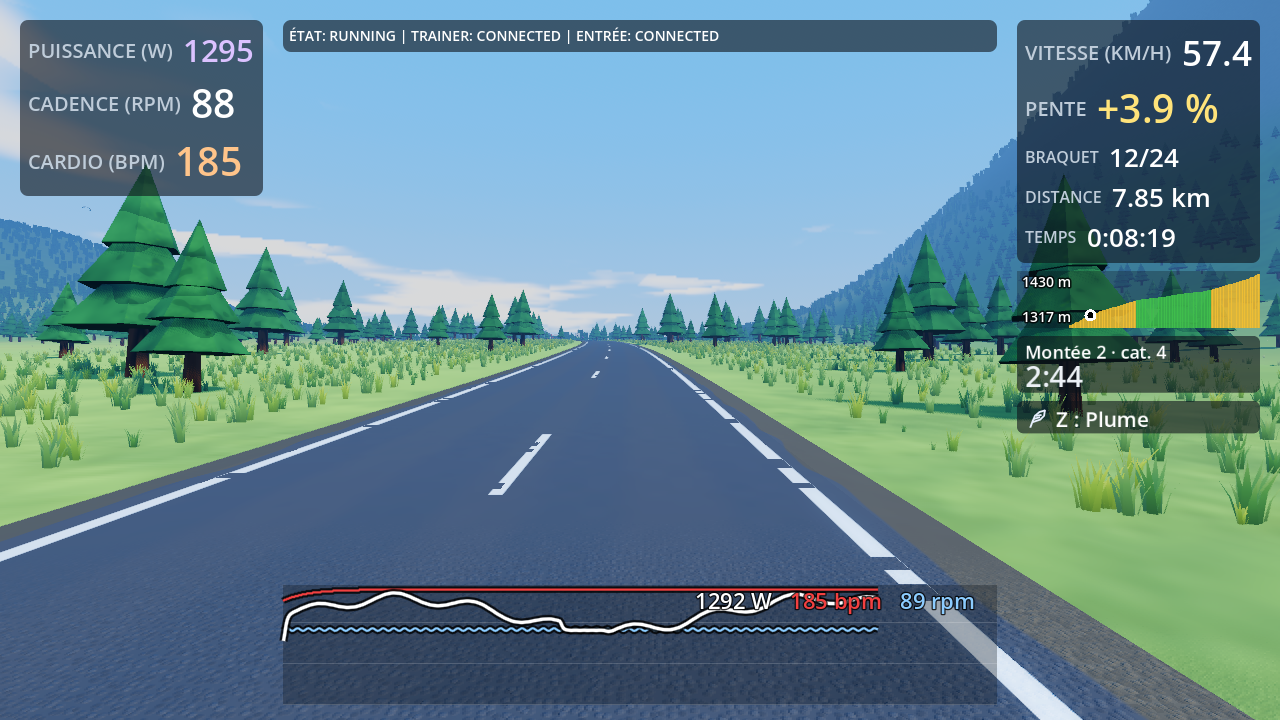 PUISSANCE (W) 1295
CADENCE (RPM) 88
CARDIO (BPM) 185
ÉTAT: RUNNING | TRAINER: CONNECTED | ENTRÉE: CONNECTED
VITESSE (KM/H) 57.4
PENTE +3.9 %
BRAQUET 12/24
DISTANCE 7.85 km
TEMPS 0:08:19
1430 m
1317 m
Montée 2 · cat. 4
2:44
Z : Plume
1292 W 185 bpm 89 rpm